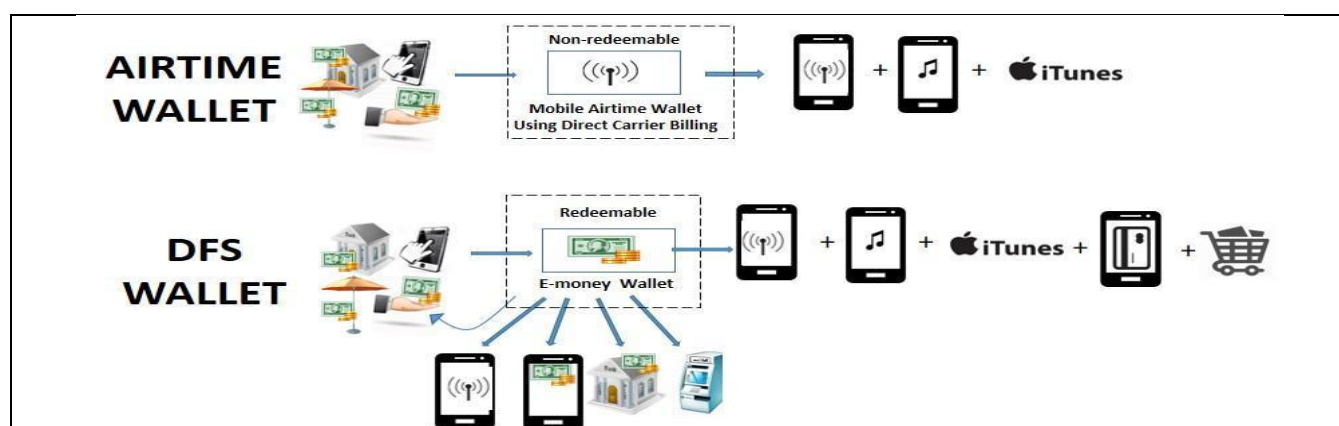 AIRTIME
WALLET
Non-redeemable
Mobile Airtime Wallet
Using Direct Carrier Billing
+
+
iTunes
DFS
WALLET
Redeemable
E-money Wallet
+
+
iTunes
+
+